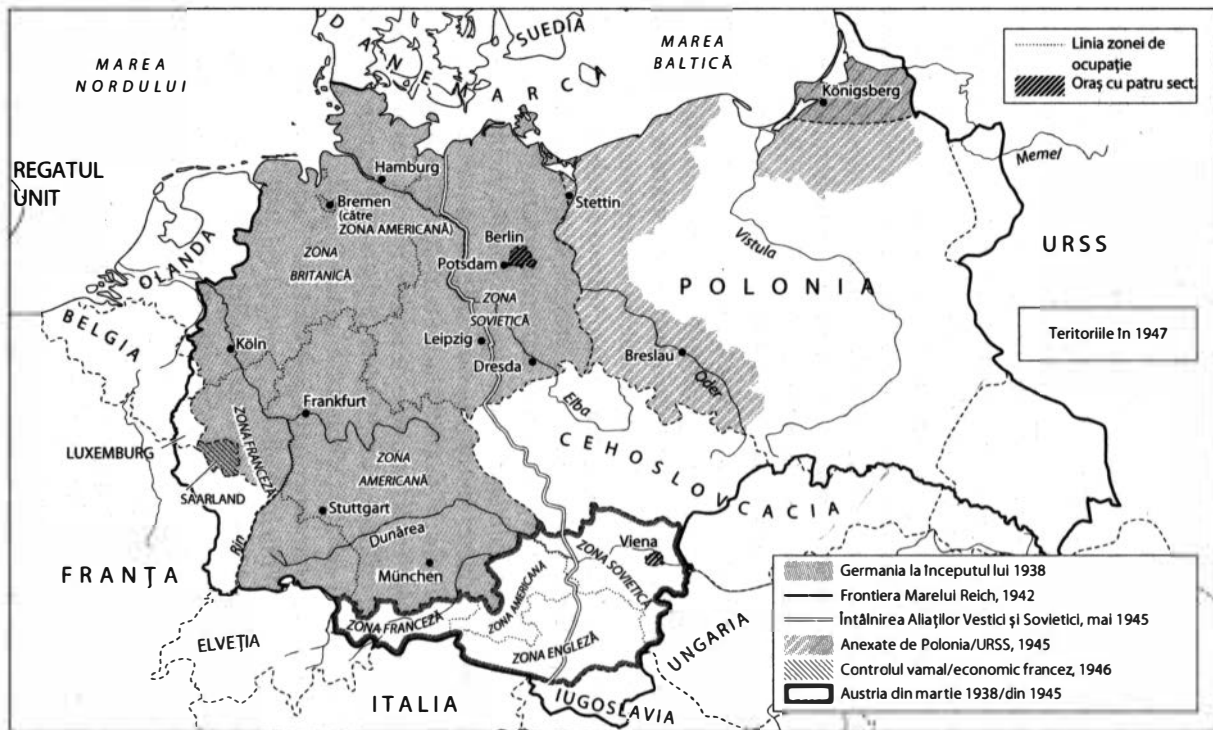 DANEMARCA
SUEDIA
MAREA
NORDULUI
MAREA
BALTICĂ
Linia zonei de
ocupație
Oraș cu patru sect.
Königsberg
Memel
REGATUL
UNIT
Hamburg
Bremen
(către
ZONA AMERICANĂ)
Stettin
OLANDA
ZONA
BRITANICĂ
Berlin
Potsdam
Vistula
URSS
POLONIA
ZONA
SOVIETICĂ
BELGIA
Köln
Leipzig
Dresda
Breslau
Oder
Teritoriile în 1947
Elba
Frankfurt
LUXEMBURG
ZONA FRANCEZĂ
ZONA
AMERICANĂ
CEHOSLOVCACIA
SAARLAND
Stuttgart
Rin
Dunărea
München
Viena
ZONA SOVIETICĂ
FRANȚA
ZONA AMERICANA
ZONA FRANCEZĂ
ZONA ENGLEZĂ
ELVEȚIA
UNGARIA
ITALIA
IUGOSLAVIA
Germania la începutul lui 1938
Frontiera Marelui Reich, 1942
Întâlnirea Aliaților Vestici și Sovietici, mai 1945
Anexate de Polonia/URSS, 1945
Controlul vamal/economic francez, 1946
Austria din martie 1938/din 1945